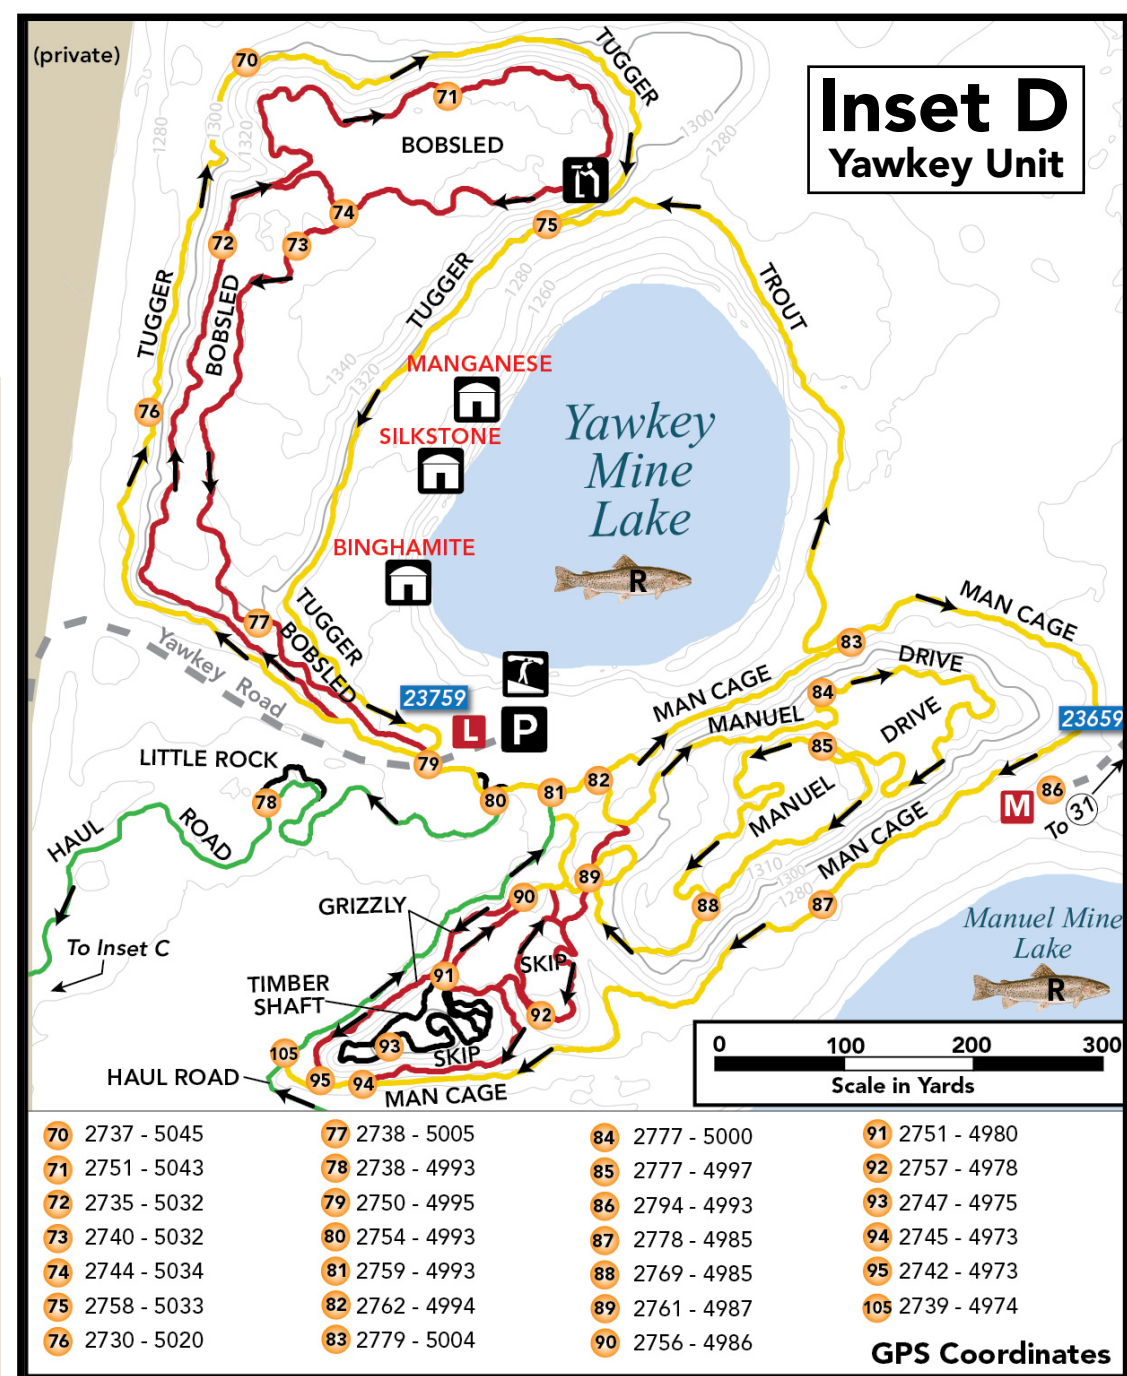 (private)
Inset D
Yawkey Unit
TUGGER
70
71
BOBSLED
1300
1280
1280
1300
1320
74
75
72
73
TUGGER
TROUT
1280
1260
TUGGER
BOBSLED
1340
1320
MANGANESE
76
SILKSTONE
Yawkey
Mine
Lake
BINGHAMITE
R
77
TUGGER
BOBSLED
Yawkey Road
MAN CAGE
83
DRIVE
MAN CAGE
84
23759
L
P
MANUEL
DRIVE
23659
85
79
LITTLE ROCK
78
80
81
82
86
M
To 31
MANUEL
HAUL
ROAD
MAN CAGE
1310
1300
1280
89
90
88
87
GRIZZLY
To Inset C
SKIP
91
Manuel Mine
Lake
R
TIMBER
SHAFT
92
93
SKIP
105
95
94
HAUL ROAD
MAN CAGE
0 100 200 300
Scale in Yards
70 2737 - 5045
71 2751 - 5043
72 2735 - 5032
73 2740 - 5032
74 2744 - 5034
75 2758 - 5033
76 2730 - 5020
77 2738 - 5005
78 2738 - 4993
79 2750 - 4995
80 2754 - 4993
81 2759 - 4993
82 2762 - 4994
83 2779 - 5004
84 2777 - 5000
85 2777 - 4997
86 2794 - 4993
87 2778 - 4985
88 2769 - 4985
89 2761 - 4987
90 2756 - 4986
91 2751 - 4980
92 2757 - 4978
93 2747 - 4975
94 2745 - 4973
95 2742 - 4973
105 2739 - 4974
GPS Coordinates